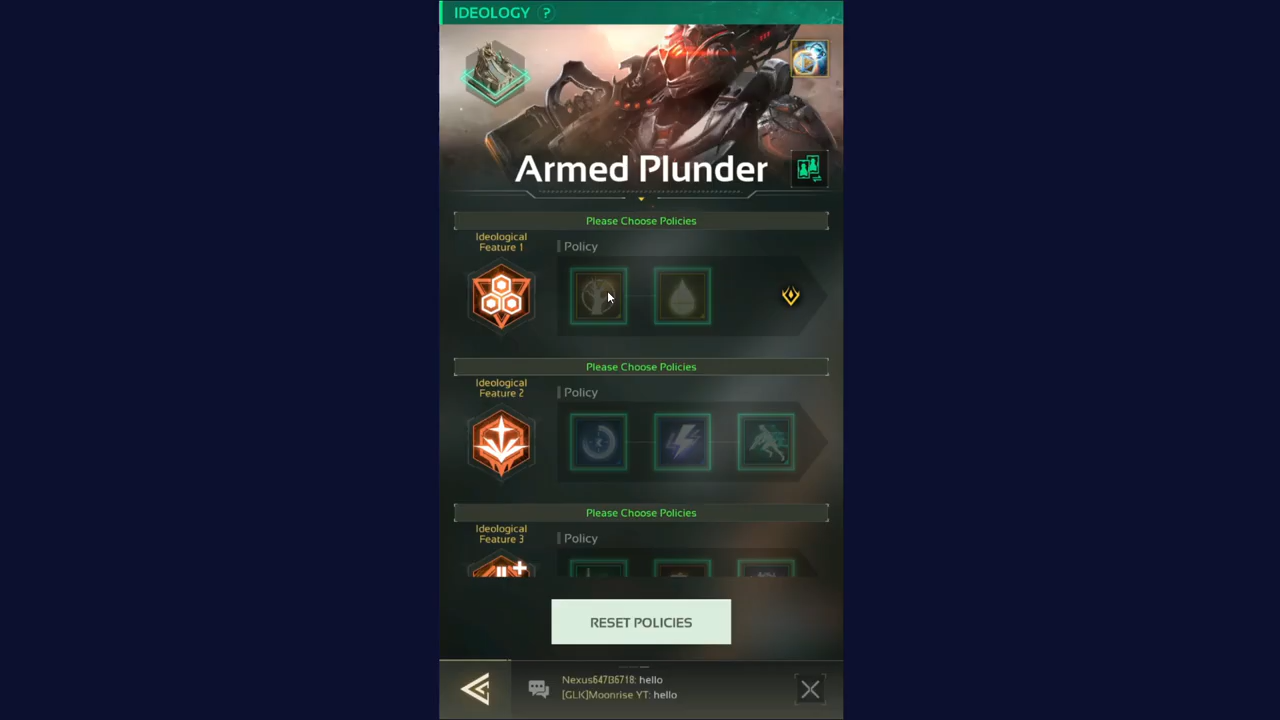 IDEOLOGY ?
Armed Plunder
Please Choose Policies
Ideological
Feature 1
Policy
Please Choose Policies
Ideological
Feature 2
Policy
Please Choose Policies
Ideological
Feature 3
Policy
RESET POLICIES
Nexus647136718: hello
[GLK]Moonrise YT: hello